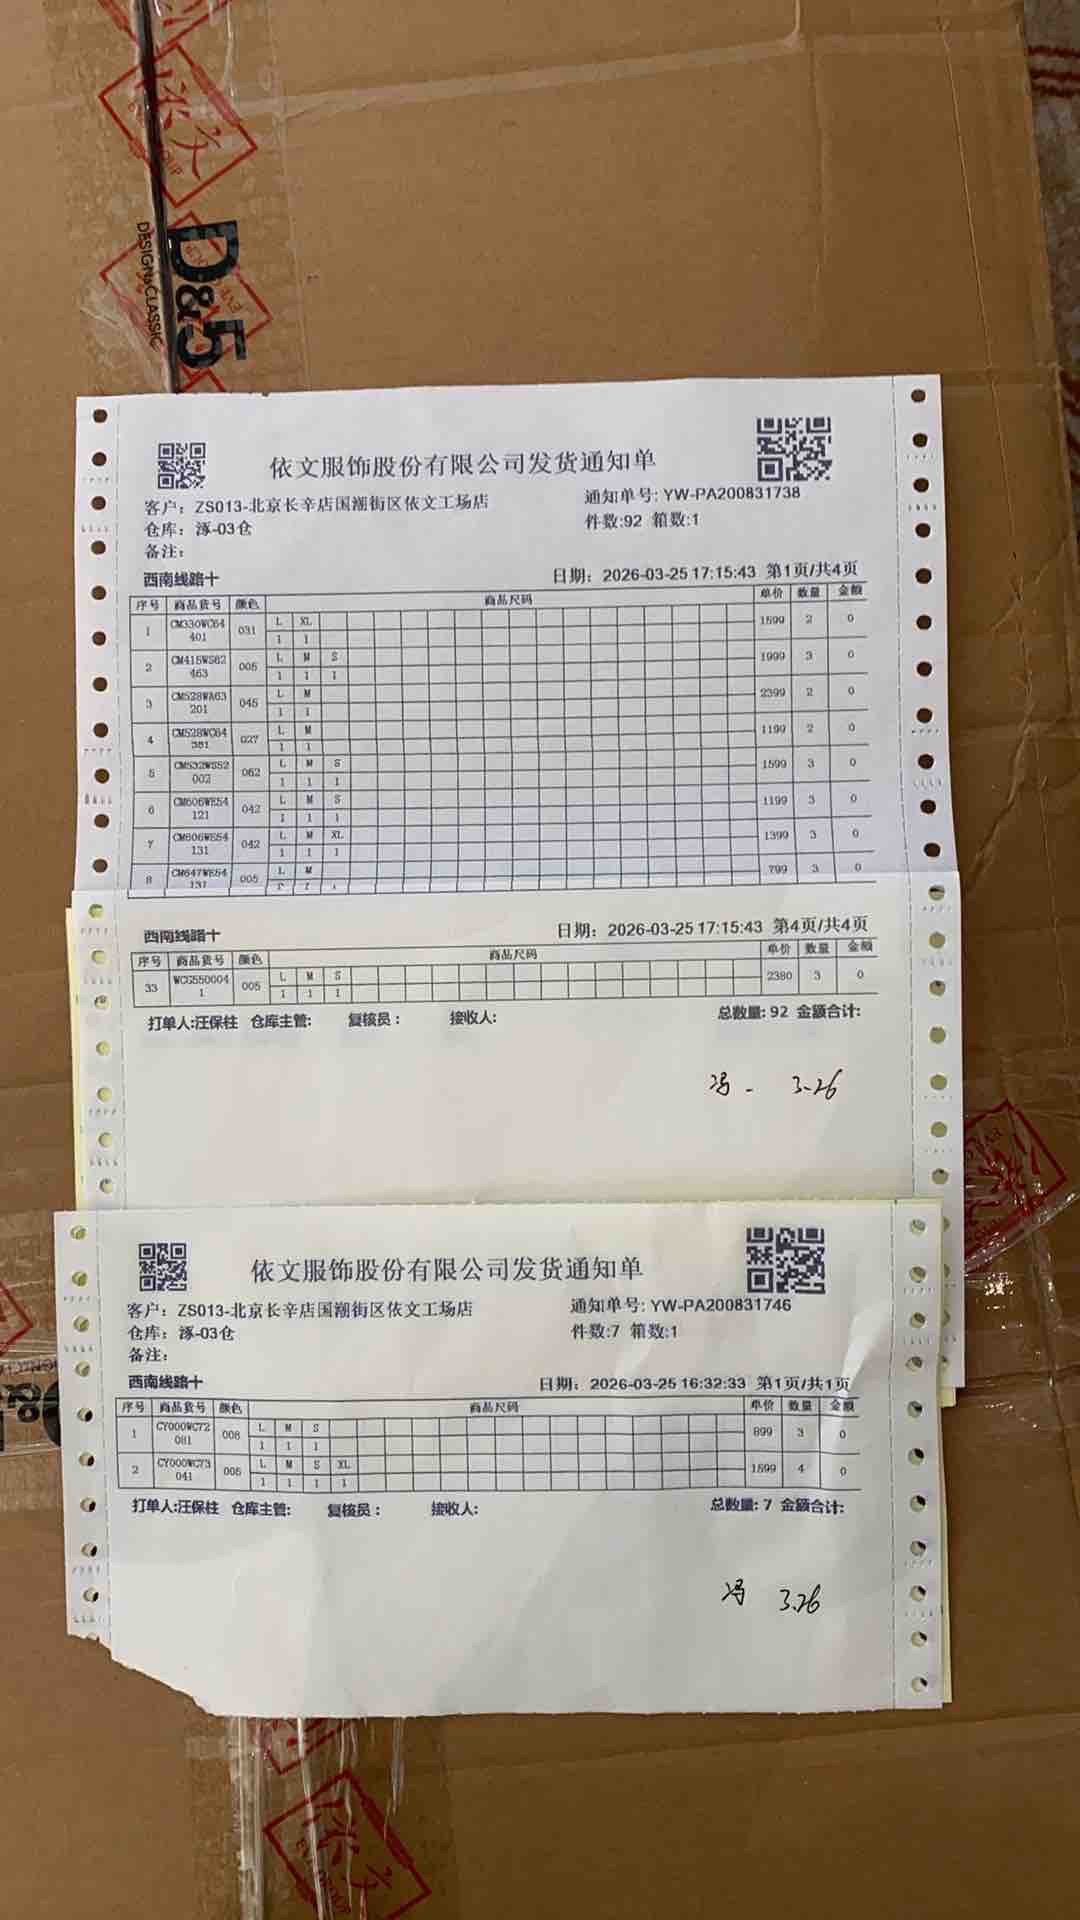 D&5
DESIGN&CLASSIC
依文服饰股份有限公司发货通知单
客户: ZS013-北京长辛店国潮街区依文工场店 通知单号: YW-PA200831738
仓库: 涿-03仓 件数:92 箱数:1
备注:
西南线路十 日期: 2026-03-25 17:15:43 第1页/共4页
序号 商品货号 颜色 商品尺码 单价 数量 金额
1 CM330WC64401 031 L XL 1599 2 0
1 1
2 CM415WS62463 005 L M S 1999 3 0
1 1 1
3 CM528WA63201 045 L M 2399 2 0
1 1
4 CM528WC64381 027 L M 1199 2 0
1 1
5 CM532WS52002 062 L M S 1599 3 0
1 1 1
6 CM606WE54121 042 L M S 1199 3 0
1 1 1
7 CM606WE54131 042 L M XL 1399 3 0
1 1 1
8 CM647WE54131 005 L M 799 3 0
西南线路十 日期: 2026-03-25 17:15:43 第4页/共4页
序号 商品货号 颜色 商品尺码 单价 数量 金额
33 WCG5500041 005 L M S 2380 3 0
1 1 1
打单人:汪保柱 仓库主管: 复核员: 接收人: 总数量: 92 金额合计:
冯 - 3-26
依文服饰股份有限公司发货通知单
客户: ZS013-北京长辛店国潮街区依文工场店 通知单号: YW-PA200831746
仓库: 涿-03仓 件数:7 箱数:1
备注:
西南线路十 日期: 2026-03-25 16:32:33 第1页/共1页
序号 商品货号 颜色 商品尺码 单价 数量 金额
1 CY000WC72081 008 L M S 899 3 0
1 1 1
2 CY000WC73041 005 L M S XL 1599 4 0
1 1 1 1
打单人:汪保柱 仓库主管: 复核员: 接收人: 总数量: 7 金额合计:
冯 3.26
依文